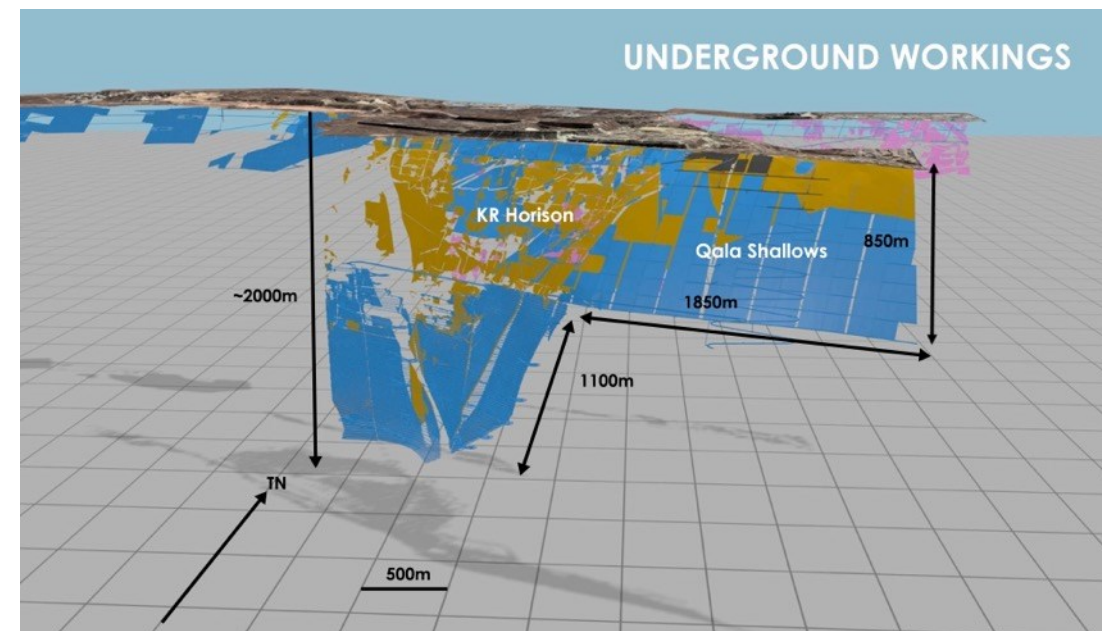 UNDERGROUND WORKINGS
KR Horison
Qala Shallows
850m
~2000m
1850m
1100m
TN
500m